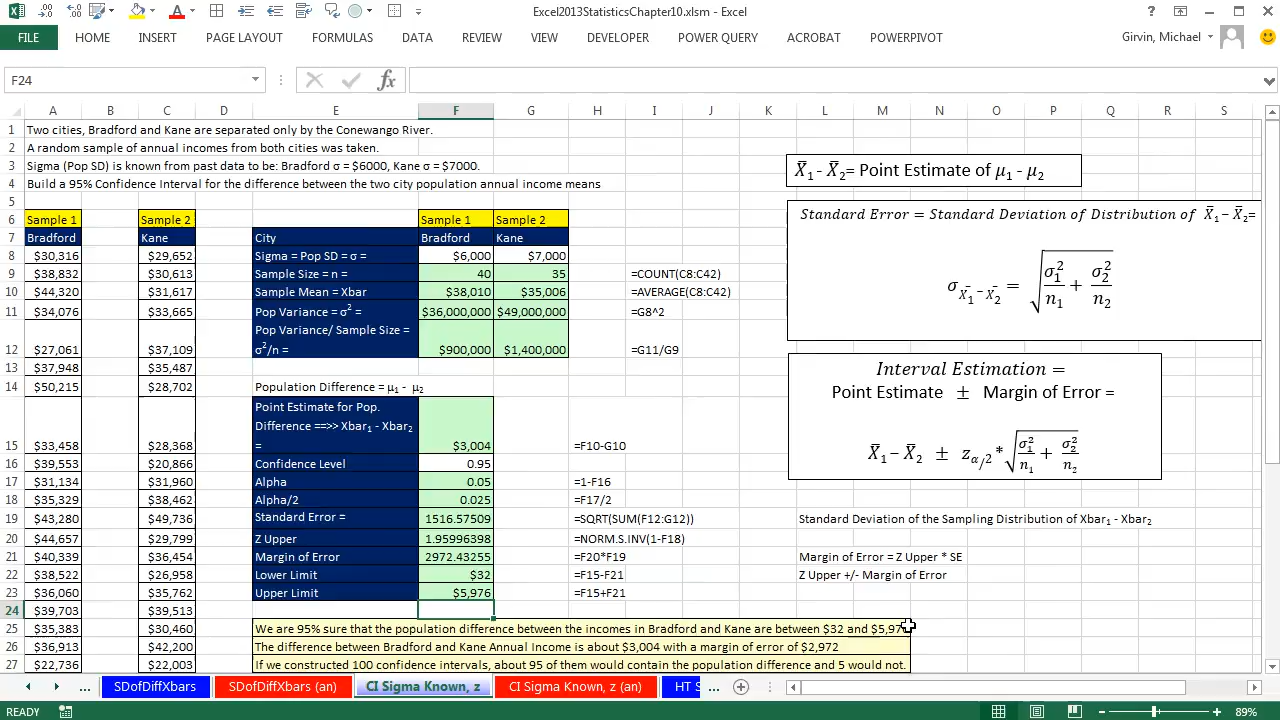 Excel2013StatisticsChapter10.xlsm - Excel
FILE HOME INSERT PAGE LAYOUT FORMULAS DATA REVIEW VIEW DEVELOPER POWER QUERY ACROBAT POWERPIVOT Girvin, Michael
F24 fx
A B C D E F G H I J K L M N O P Q R S
1 Two cities, Bradford and Kane are separated only by the Conewango River.
2 A random sample of annual incomes from both cities was taken.
3 Sigma (Pop SD) is known from past data to be: Bradford σ = $6000, Kane σ = $7000.
4 Build a 95% Confidence Interval for the difference between the two city population annual income means
5
6 Sample 1 Sample 2 Sample 1 Sample 2
7 Bradford Kane City Bradford Kane
8 $30,316 $29,652 Sigma = Pop SD = σ = $6,000 $7,000
9 $38,832 $30,613 Sample Size = n = 40 35 =COUNT(C8:C42)
10 $44,320 $31,617 Sample Mean = Xbar $38,010 $35,006 =AVERAGE(C8:C42)
11 $34,076 $33,665 Pop Variance = σ² = $36,000,000 $49,000,000 =G8^2
Pop Variance/ Sample Size =
12 $27,061 $37,109 σ²/n = $900,000 $1,400,000 =G11/G9
13 $37,948 $35,487
14 $50,215 $28,702 Population Difference = μ₁ - μ₂
Point Estimate for Pop.
Difference ==>> Xbar₁ - Xbar₂
15 $33,458 $28,368 = $3,004 =F10-G10
16 $39,553 $20,866 Confidence Level 0.95
17 $31,134 $31,960 Alpha 0.05 =1-F16
18 $35,329 $38,462 Alpha/2 0.025 =F17/2
19 $43,280 $49,736 Standard Error = 1516.57509 =SQRT(SUM(F12:G12)) Standard Deviation of the Sampling Distribution of Xbar₁ - Xbar₂
20 $44,657 $29,799 Z Upper 1.95996398 =NORM.S.INV(1-F18)
21 $40,339 $36,454 Margin of Error 2972.43255 =F20*F19 Margin of Error = Z Upper * SE
22 $38,522 $26,958 Lower Limit $32 =F15-F21 Z Upper +/- Margin of Error
23 $23,060 $35,762 Upper Limit $5,976 =F15+F21
24 $39,703 $39,513
25 $35,383 $30,460 We are 95% sure that the population difference between the incomes in Bradford and Kane are between $32 and
26 $36,913 $42,200 The difference between Bradford and Kane Annual Income is about $3,004 with a margin of error of $2,972
27 $22,736 $22,003 If we constructed 100 confidence intervals, about 95 of them would contain the population difference and 5 would not.
X̄₁ - X̄₂= Point Estimate of μ₁ - μ₂
Standard Error = Standard Deviation of Distribution of X̄₁ - X̄₂=
σ X̄₁ - X̄₂ = √(σ₁²/n₁ + σ₂²/n₂)
Interval Estimation =
Point Estimate ± Margin of Error =
X̄₁ - X̄₂ ± z α/2 * √(σ₁²/n₁ + σ₂²/n₂)
... SDofDiffXbars SDofDiffXbars (an) CI Sigma Known, z CI Sigma Known, z (an) HT S ...
READY 89%